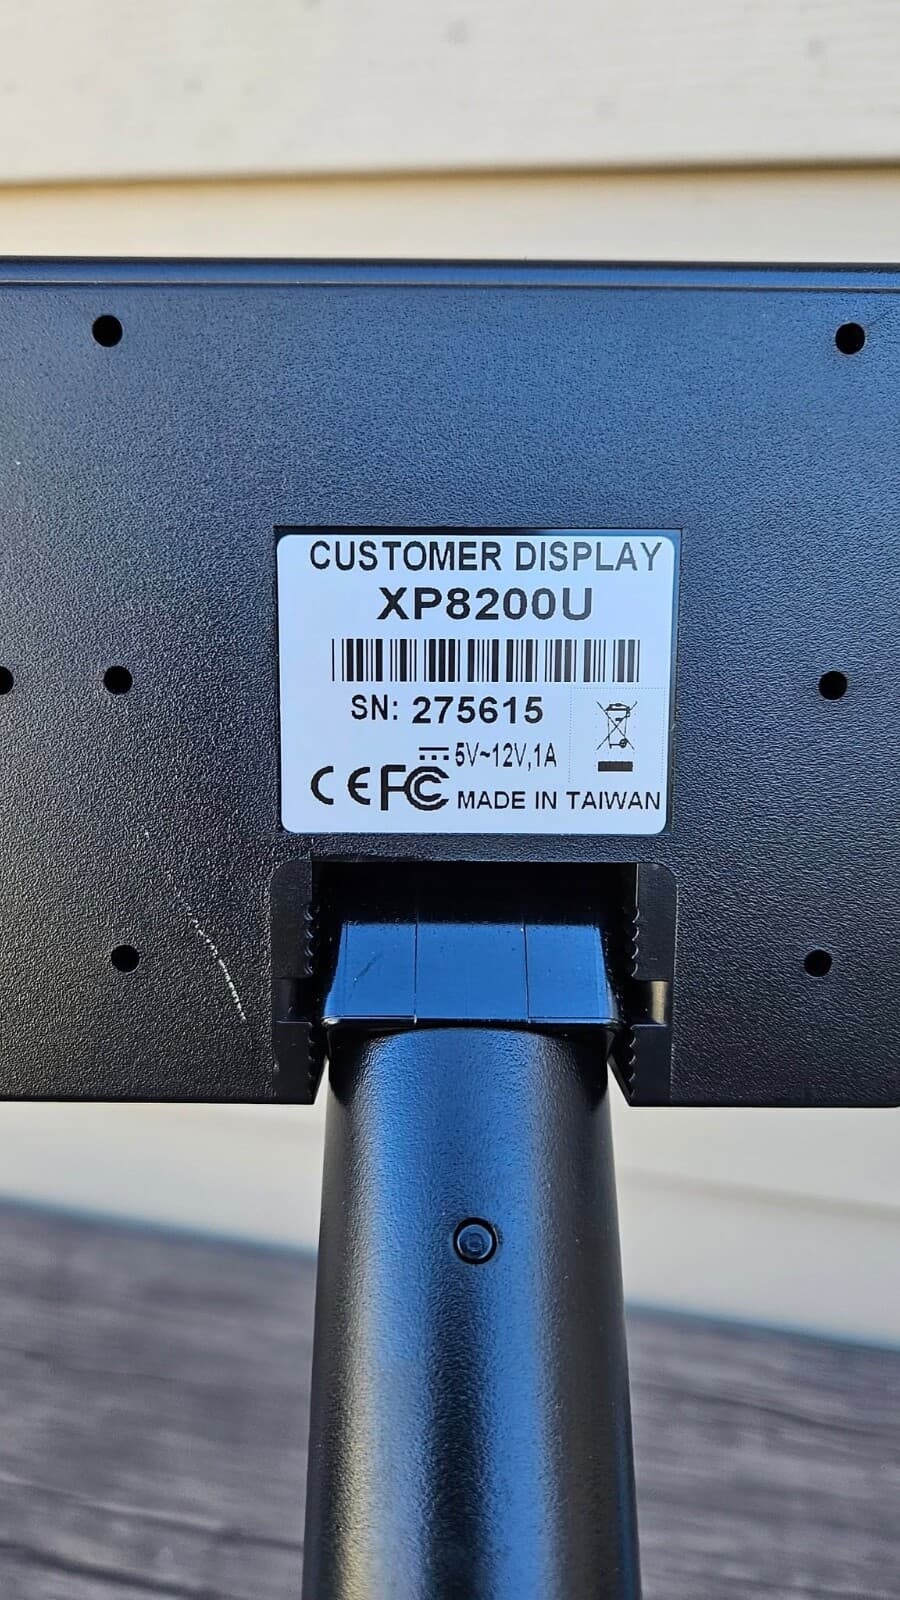 CUSTOMER DISPLAY
XP8200U
SN: 275615
5V~12V,1A
CE FC MADE IN TAIWAN